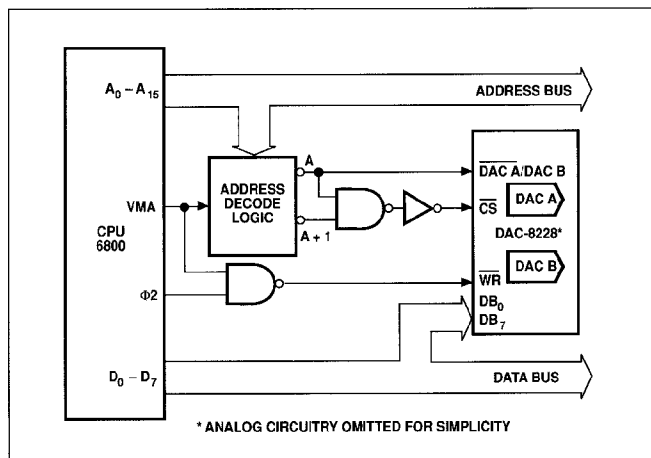 A₀ – A₁₅
ADDRESS BUS
A
ADDRESS
DECODE
LOGIC
DAC A/DAC B
VMA
CS
DAC A
A + 1
CPU
6800
DAC-8228*
DAC B
Φ2
WR
DB₀
DB₇
D₀ – D₇
DATA BUS
* ANALOG CIRCUITRY OMITTED FOR SIMPLICITY